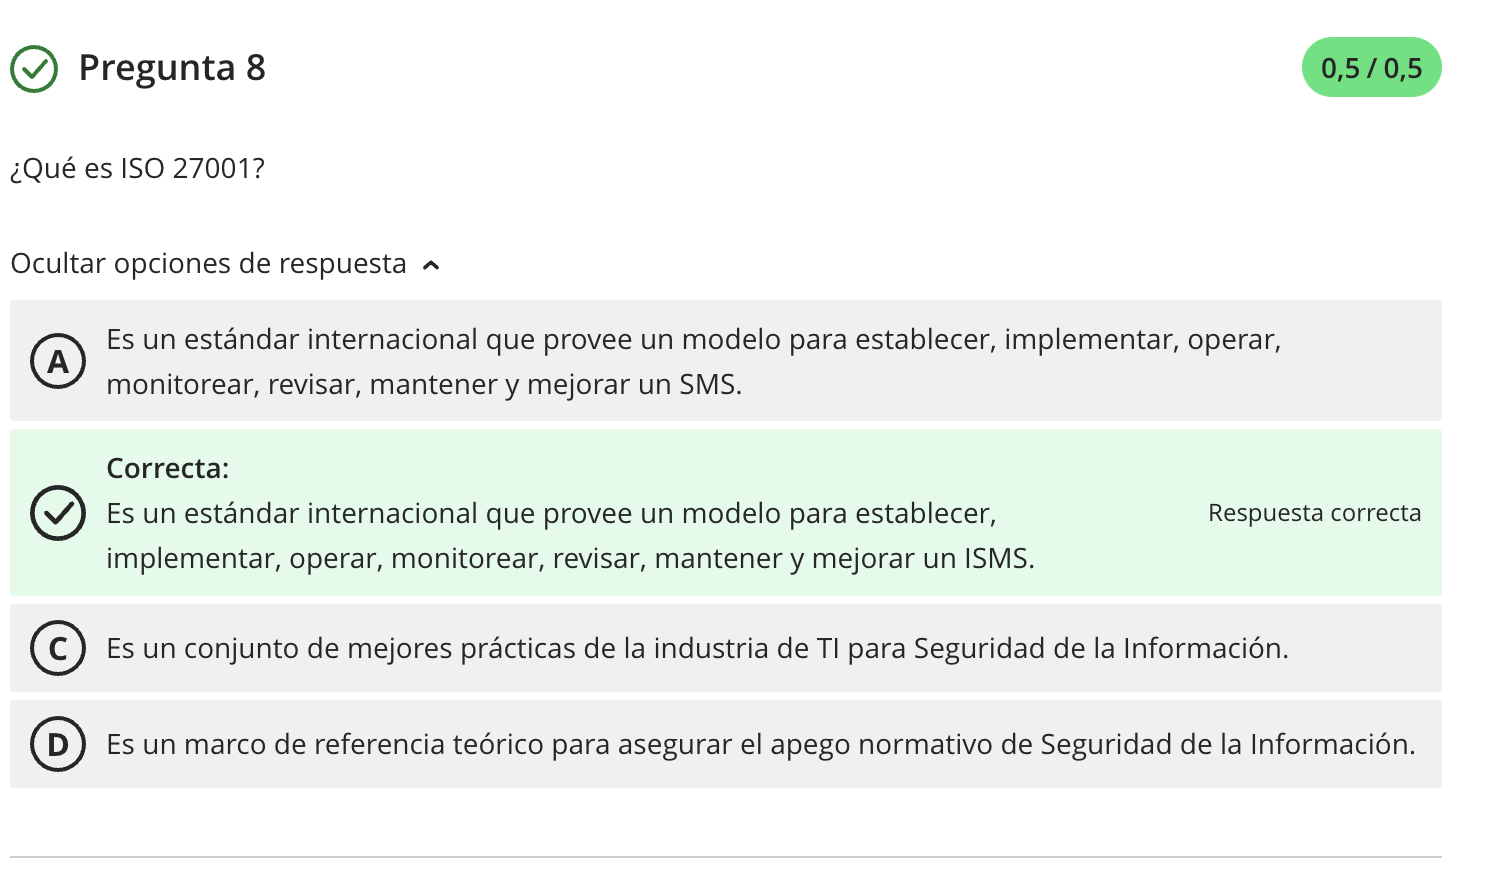 Pregunta 8
0,5 / 0,5
¿Qué es ISO 27001?
Ocultar opciones de respuesta
A
Es un estándar internacional que provee un modelo para establecer, implementar, operar,
monitorear, revisar, mantener y mejorar un SMS.
Correcta:
Es un estándar internacional que provee un modelo para establecer,
implementar, operar, monitorear, revisar, mantener y mejorar un ISMS.
Respuesta correcta
C
Es un conjunto de mejores prácticas de la industria de TI para Seguridad de la Información.
D
Es un marco de referencia teórico para asegurar el apego normativo de Seguridad de la Información.